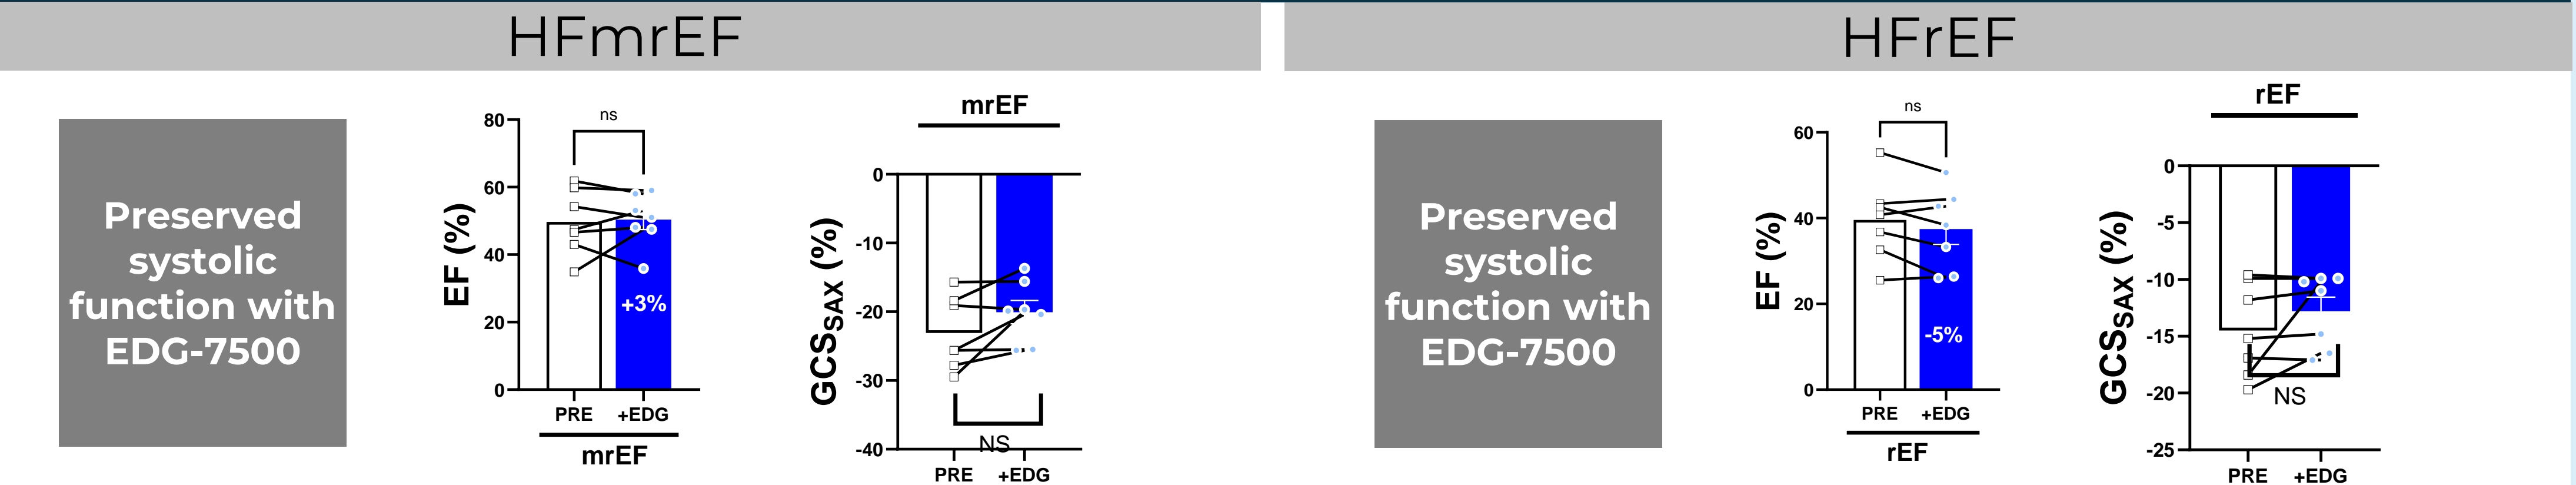 HFmrEF
HFrEF
Preserved
systolic
function with
EDG-7500
EF (%)
80
60
40
20
0
ns
+3%
PRE
+EDG
mrEF
mrEF
GCSSAX (%)
0
-10
-20
-30
-40
NS
PRE
+EDG
Preserved
systolic
function with
EDG-7500
EF (%)
60
40
20
0
ns
-5%
PRE
+EDG
rEF
rEF
GCSSAX (%)
0
-5
-10
-15
-20
-25
NS
PRE
+EDG